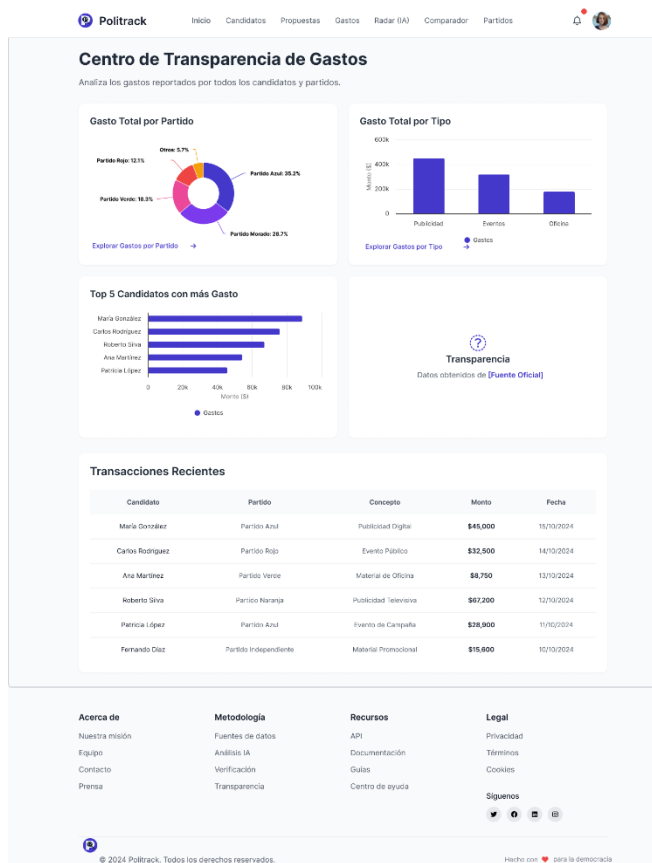 Politrack
Inicio Candidatos Propuestas Gastos Radar (IA) Comparador Partidos
Centro de Transparencia de Gastos
Analiza los gastos reportados por todos los candidatos y partidos.
Gasto Total por Partido
Otros: 5.7%
Partido Rojo: 12.1%
Partido Azul: 35.2%
Partido Verde: 18.3%
Partido Morado: 28.7%
Explorar Gastos por Partido →
Gasto Total por Tipo
600k
400k
200k
0
Monto ($)
Publicidad Eventos Oficina
Gastos
Explorar Gastos por Tipo →
Top 5 Candidatos con más Gasto
María González
Carlos Rodríguez
Roberto Silva
Ana Martínez
Patricia López
0 20k 40k 60k 80k 100k
Monto ($)
Gastos
?
Transparencia
Datos obtenidos de [Fuente Oficial]
Transacciones Recientes
Candidato Partido Concepto Monto Fecha
María González Partido Azul Publicidad Digital $45,000 15/10/2024
Carlos Rodríguez Partido Rojo Evento Público $32,500 14/10/2024
Ana Martínez Partido Verde Material de Oficina $8,750 13/10/2024
Roberto Silva Partido Naranja Publicidad Televisiva $67,200 12/10/2024
Patricia López Partido Azul Evento de Campaña $28,900 11/10/2024
Fernando Díaz Partido Independiente Material Promocional $15,600 10/10/2024
Acerca de Metodología Recursos Legal
Nuestra misión Fuentes de datos API Privacidad
Equipo Análisis IA Documentación Términos
Contacto Verificación Guías Cookies
Prensa Transparencia Centro de ayuda
Síguenos
© 2024 Politrack. Todos los derechos reservados.
Hecho con ❤ para la democracia